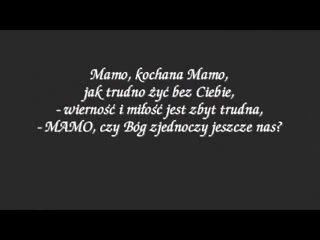 Mamo, kochana Mamo,
jak trudno żyć bez Ciebie,
- wierność i miłość jest zbyt trudna,
- MAMO, czy Bóg zjednoczy jeszcze nas?